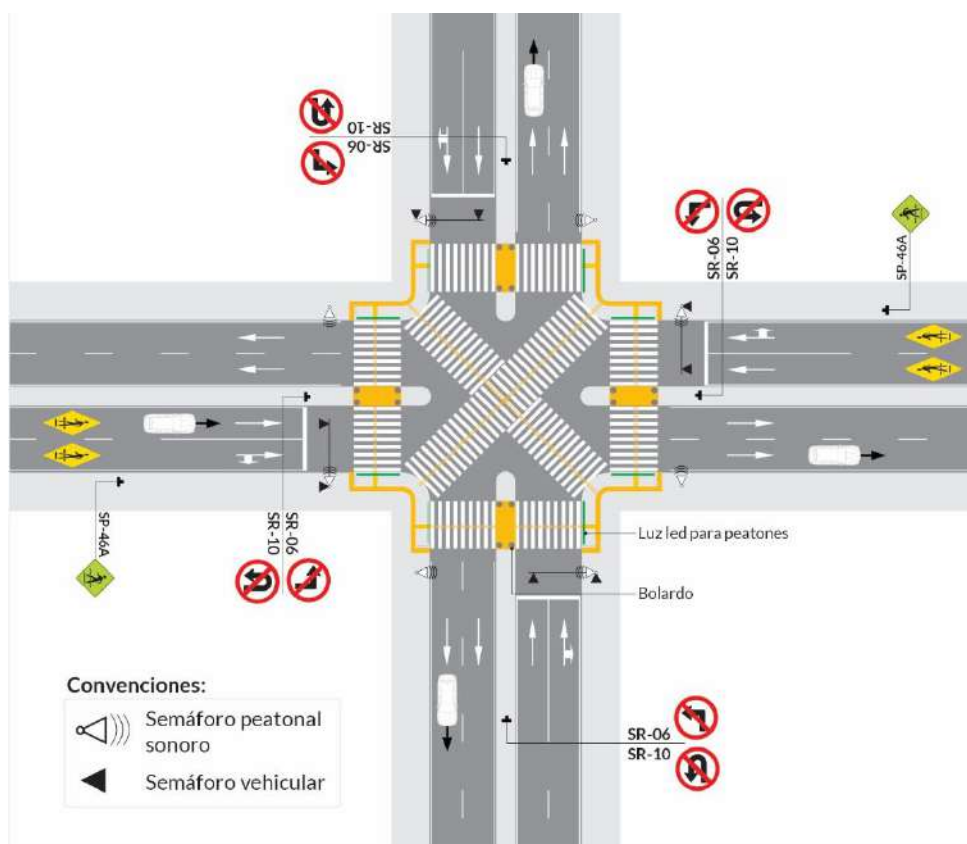 SR-10
SR-06
SR-06
SR-10
SP-46A
SP-46A
SR-06
SR-10
Luz led para peatones
Bolardo
SR-06
SR-10
Convenciones:
Semáforo peatonal
sonoro
Semáforo vehicular